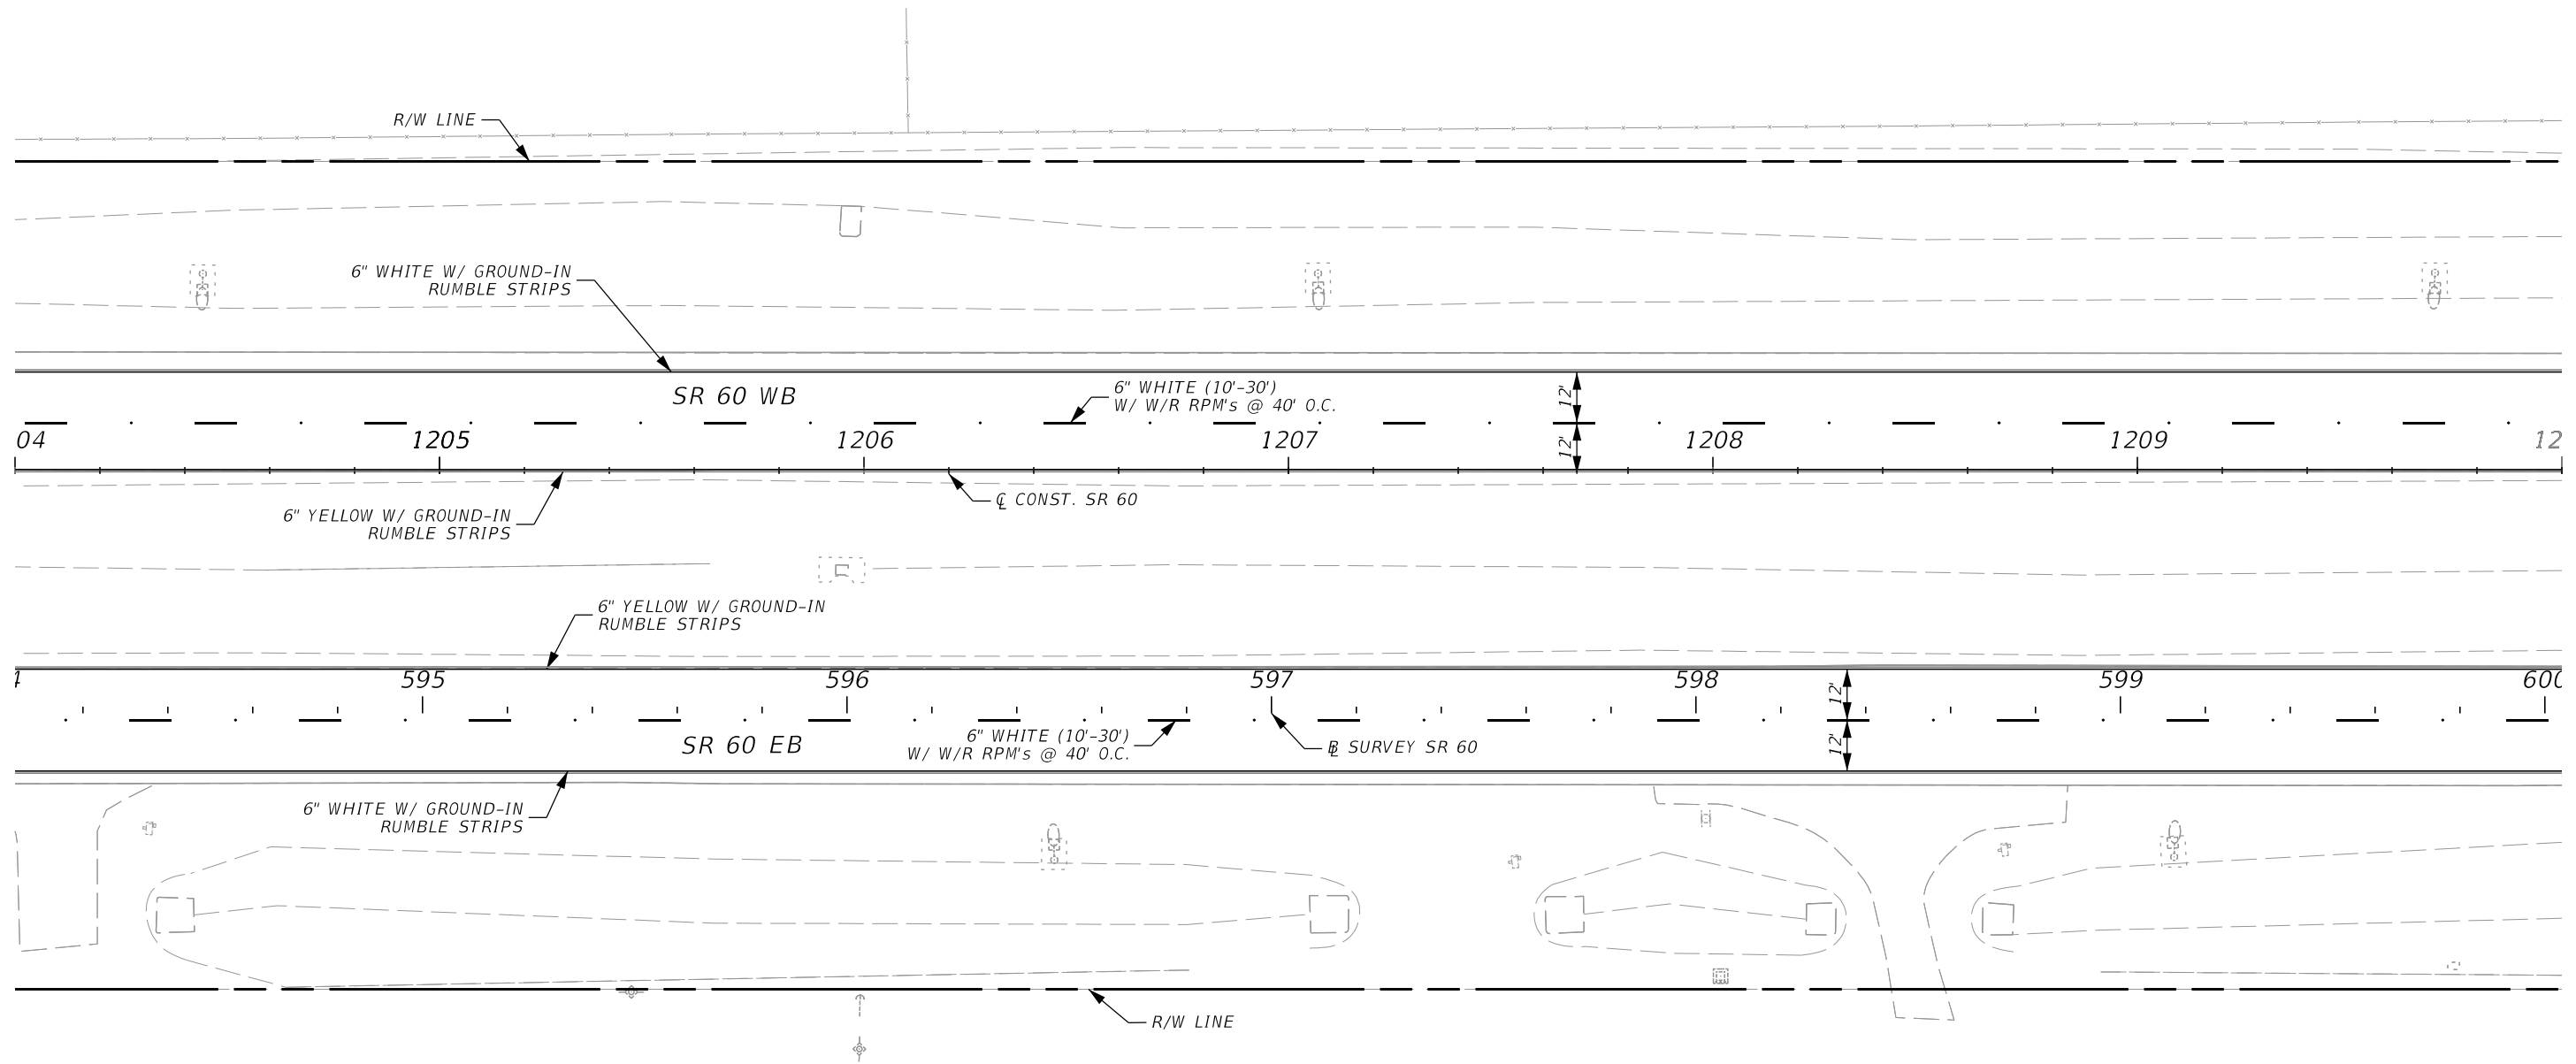 R/W LINE
6" WHITE W/ GROUND-IN
RUMBLE STRIPS
SR 60 WB
6" WHITE (10'-30')
W/ W/R RPM's @ 40' O.C.
12'
12'
04 1205 1206 1207 1208 1209 12
℄ CONST. SR 60
6" YELLOW W/ GROUND-IN
RUMBLE STRIPS
6" YELLOW W/ GROUND-IN
RUMBLE STRIPS
595 596 597 598 599 600
12'
12'
SR 60 EB
6" WHITE (10'-30')
W/ W/R RPM's @ 40' O.C.
BL SURVEY SR 60
6" WHITE W/ GROUND-IN
RUMBLE STRIPS
R/W LINE